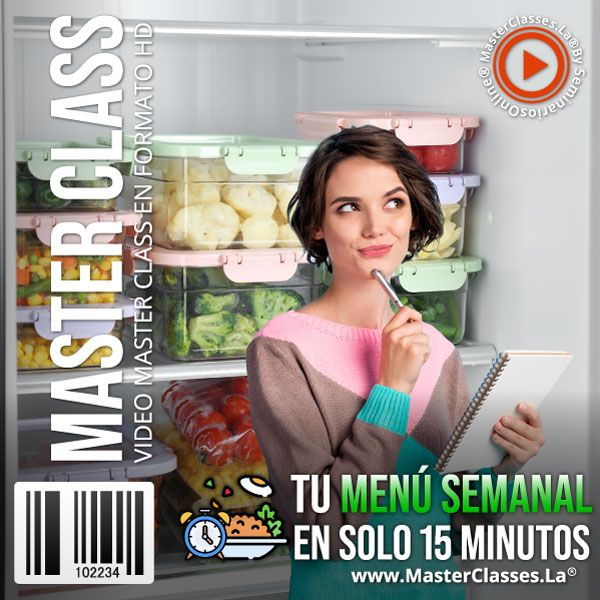 MASTER CLASS
VIDEO MASTER CLASS EN FORMATO HD
MasterClasses.La® By SeminariosOnline®
TU MENÚ SEMANAL
EN SOLO 15 MINUTOS
www.MasterClasses.La®
102234